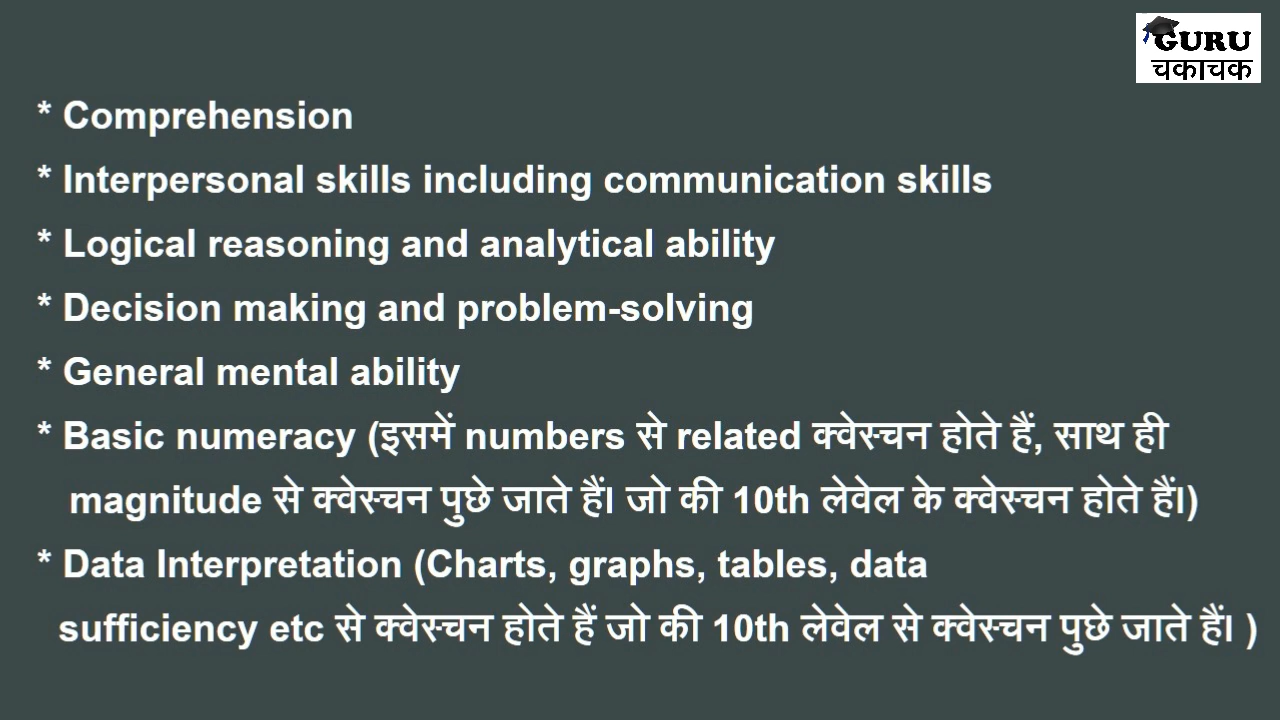 GURU
चकाचक
* Comprehension
* Interpersonal skills including communication skills
* Logical reasoning and analytical ability
* Decision making and problem-solving
* General mental ability
* Basic numeracy (इसमें numbers से related क्वेस्चन होते हैं, साथ ही
magnitude से क्वेस्चन पुछे जाते हैं। जो की 10th लेवेल के क्वेस्चन होते हैं।)
* Data Interpretation (Charts, graphs, tables, data
sufficiency etc से क्वेस्चन होते हैं जो की 10th लेवेल से क्वेस्चन पुछे जाते हैं। )